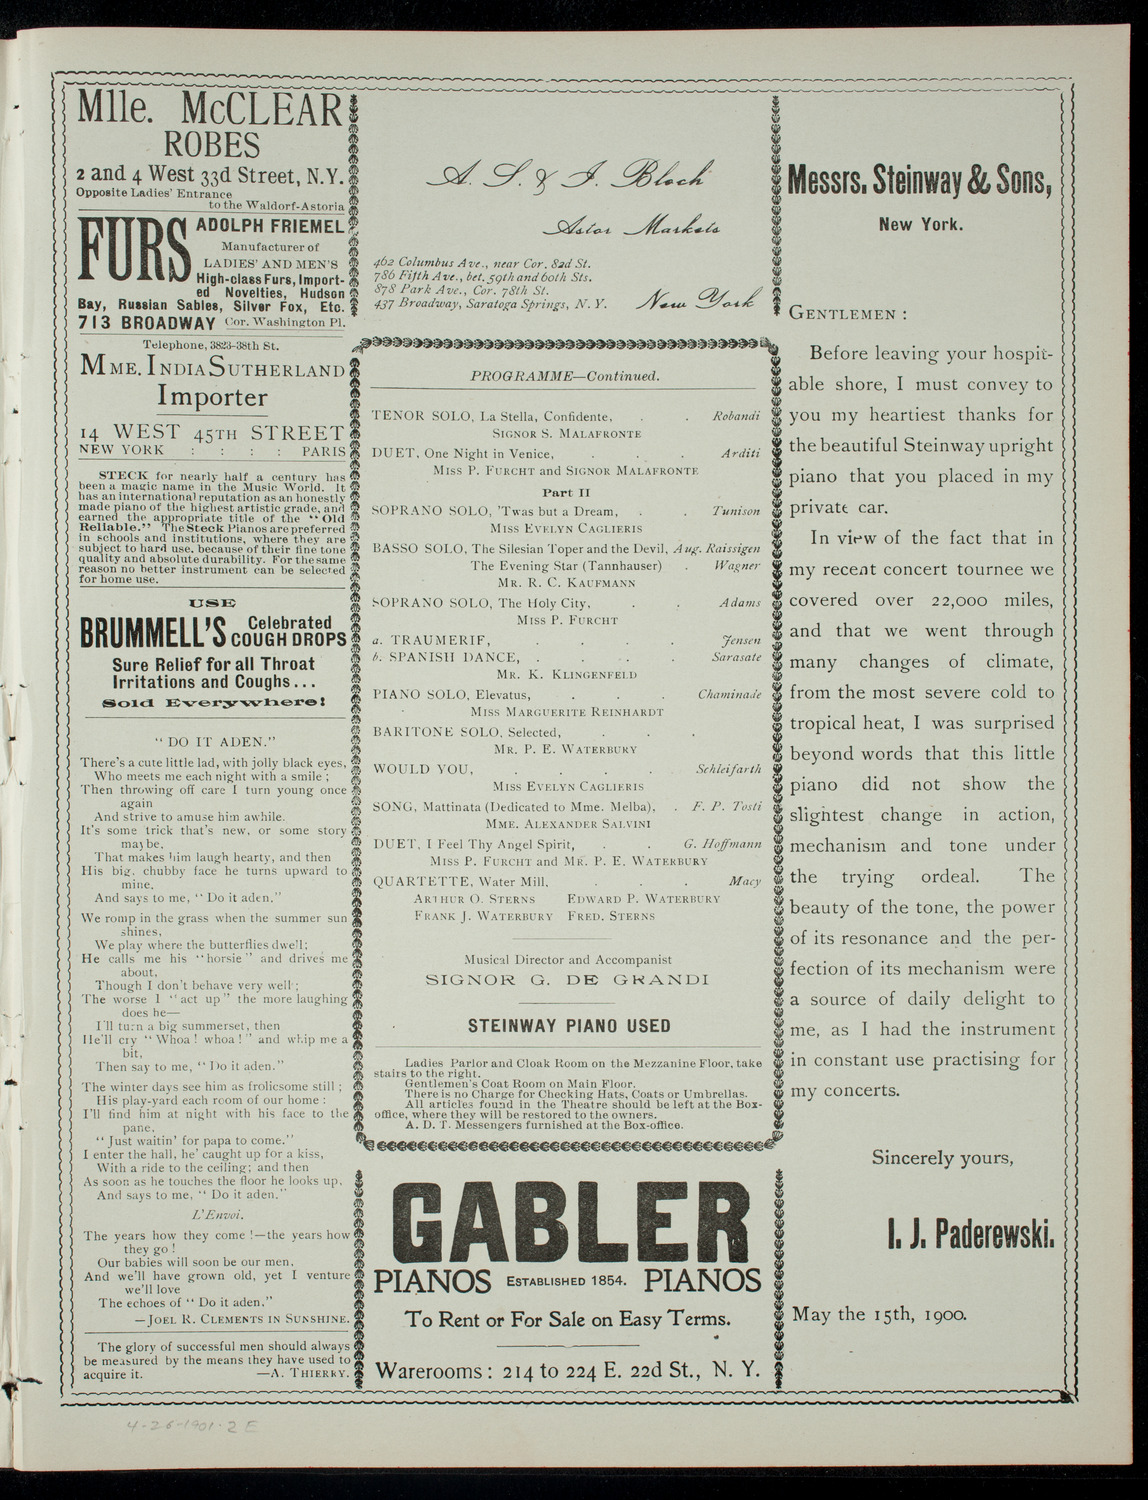 Mlle. McCLEAR
ROBES
2 and 4 West 33d Street, N.Y.
Opposite Ladies' Entrance
to the Waldorf-Astoria
FURS
ADOLPH FRIEMEL
Manufacturer of
LADIES' AND MEN'S
High-class Furs, Import-
ed Novelties, Hudson
Bay, Russian Sables, Silver Fox, Etc.
713 BROADWAY Cor. Washington Pl.
Telephone, 3823-38th St.
MME. INDIA SUTHERLAND
Importer
14 WEST 45TH STREET
NEW YORK : : : : PARIS
STECK for nearly half a century has
been a magic name in the Music World. It
has an international reputation as an honestly
made piano of the highest artistic grade, and
earned the appropriate title of the "Old
Reliable." The Steck Pianos are preferred
in schools and institutions, where they are
subject to hard use, because of their fine tone
quality and absolute durability. For the same
reason no better instrument can be selected
for home use.
USE
BRUMMELL'S Celebrated
COUGH DROPS
Sure Relief for all Throat
Irritations and Coughs...
Sold Everywhere!
"DO IT ADEN."
There's a cute little lad, with jolly black eyes,
Who meets me each night with a smile;
Then throwing off care I turn young once
again
And strive to amuse him awhile.
It's some trick that's new, or some story
maybe,
That makes him laugh hearty, and then
His big, chubby face he turns upward to
mine,
And says to me, "Do it aden."
We romp in the grass when the summer sun
shines,
We play where the butterflies dwell;
He calls me his "horsie" and drives me
about,
Though I don't behave very well;
The worse I "act up" the more laughing
does he—
I'll turn a big summerset, then
He'll cry "Whoa! whoa!" and whip me a
bit,
Then say to me, "Do it aden."
The winter days see him as frolicsome still;
His play-yard each room of our home:
I'll find him at night with his face to the
pane,
"Just waitin' for papa to come."
I enter the hall, he' caught up for a kiss,
With a ride to the ceiling; and then
As soon as he touches the floor he looks up,
And says to me, "Do it aden."
L'Envoi.
The years how they come!—the years how
they go!
Our babies will soon be our men,
And we'll have grown old, yet I venture
we'll love
The echoes of "Do it aden."
—JOEL R. CLEMENTS IN SUNSHINE.
The glory of successful men should always
be measured by the means they have used to
acquire it. —A. THIERRY.
A. S. & I. Bloch
Astor Markets
462 Columbus Ave., near Cor. 82d St.
786 Fifth Ave., bet. 59th and 60th Sts.
878 Park Ave., Cor. 78th St.
437 Broadway, Saratoga Springs, N. Y.
New York
PROGRAMME—Continued.
TENOR SOLO, La Stella, Confidente, . . Robandi
SIGNOR S. MALAFRONTE
DUET, One Night in Venice, . . . Arditi
MISS P. FURCHT and SIGNOR MALAFRONTE
Part II
SOPRANO SOLO, 'Twas but a Dream, . . Tunison
MISS EVELYN CAGLIERIS
BASSO SOLO, The Silesian Toper and the Devil, Aug. Raissigen
The Evening Star (Tannhauser) . Wagner
MR. R. C. KAUFMANN
SOPRANO SOLO, The Holy City, . . Adams
MISS P. FURCHT
a. TRAUMERIF, . . . . Jensen
b. SPANISH DANCE, . . . . Sarasate
MR. K. KLINGENFELD
PIANO SOLO, Elevatus, . . . Chaminade
MISS MARGUERITE REINHARDT
BARITONE SOLO, Selected, . . .
MR. P. E. WATERBURY
WOULD YOU, . . . . Schleifarth
MISS EVELYN CAGLIERIS
SONG, Mattinata (Dedicated to Mme. Melba), . F. P. Tosti
MME. ALEXANDER SALVINI
DUET, I Feel Thy Angel Spirit, . . G. Hoffmann
MISS P. FURCHT and MR. P. E. WATERBURY
QUARTETTE, Water Mill, . . . Macy
ARTHUR O. STERNS EDWARD P. WATERBURY
FRANK J. WATERBURY FRED. STERNS
Musical Director and Accompanist
SIGNOR G. DE GRANDI
STEINWAY PIANO USED
Ladies Parlor and Cloak Room on the Mezzanine Floor, take
stairs to the right.
Gentlemen's Coat Room on Main Floor.
There is no Charge for Checking Hats, Coats or Umbrellas.
All articles found in the Theatre should be left at the Box-
office, where they will be restored to the owners.
A. D. T. Messengers furnished at the Box-office.
GABLER
PIANOS ESTABLISHED 1854. PIANOS
To Rent or For Sale on Easy Terms.
Warerooms: 214 to 224 E. 22d St., N. Y.
Messrs. Steinway & Sons,
New York.
GENTLEMEN:
Before leaving your hospit-
able shore, I must convey to
you my heartiest thanks for
the beautiful Steinway upright
piano that you placed in my
private car.
In view of the fact that in
my recent concert tournee we
covered over 22,000 miles,
and that we went through
many changes of climate,
from the most severe cold to
tropical heat, I was surprised
beyond words that this little
piano did not show the
slightest change in action,
mechanism and tone under
the trying ordeal. The
beauty of the tone, the power
of its resonance and the per-
fection of its mechanism were
a source of daily delight to
me, as I had the instrument
in constant use practising for
my concerts.
Sincerely yours,
I. J. Paderewski.
May the 15th, 1900.
4-26-1901-2 E